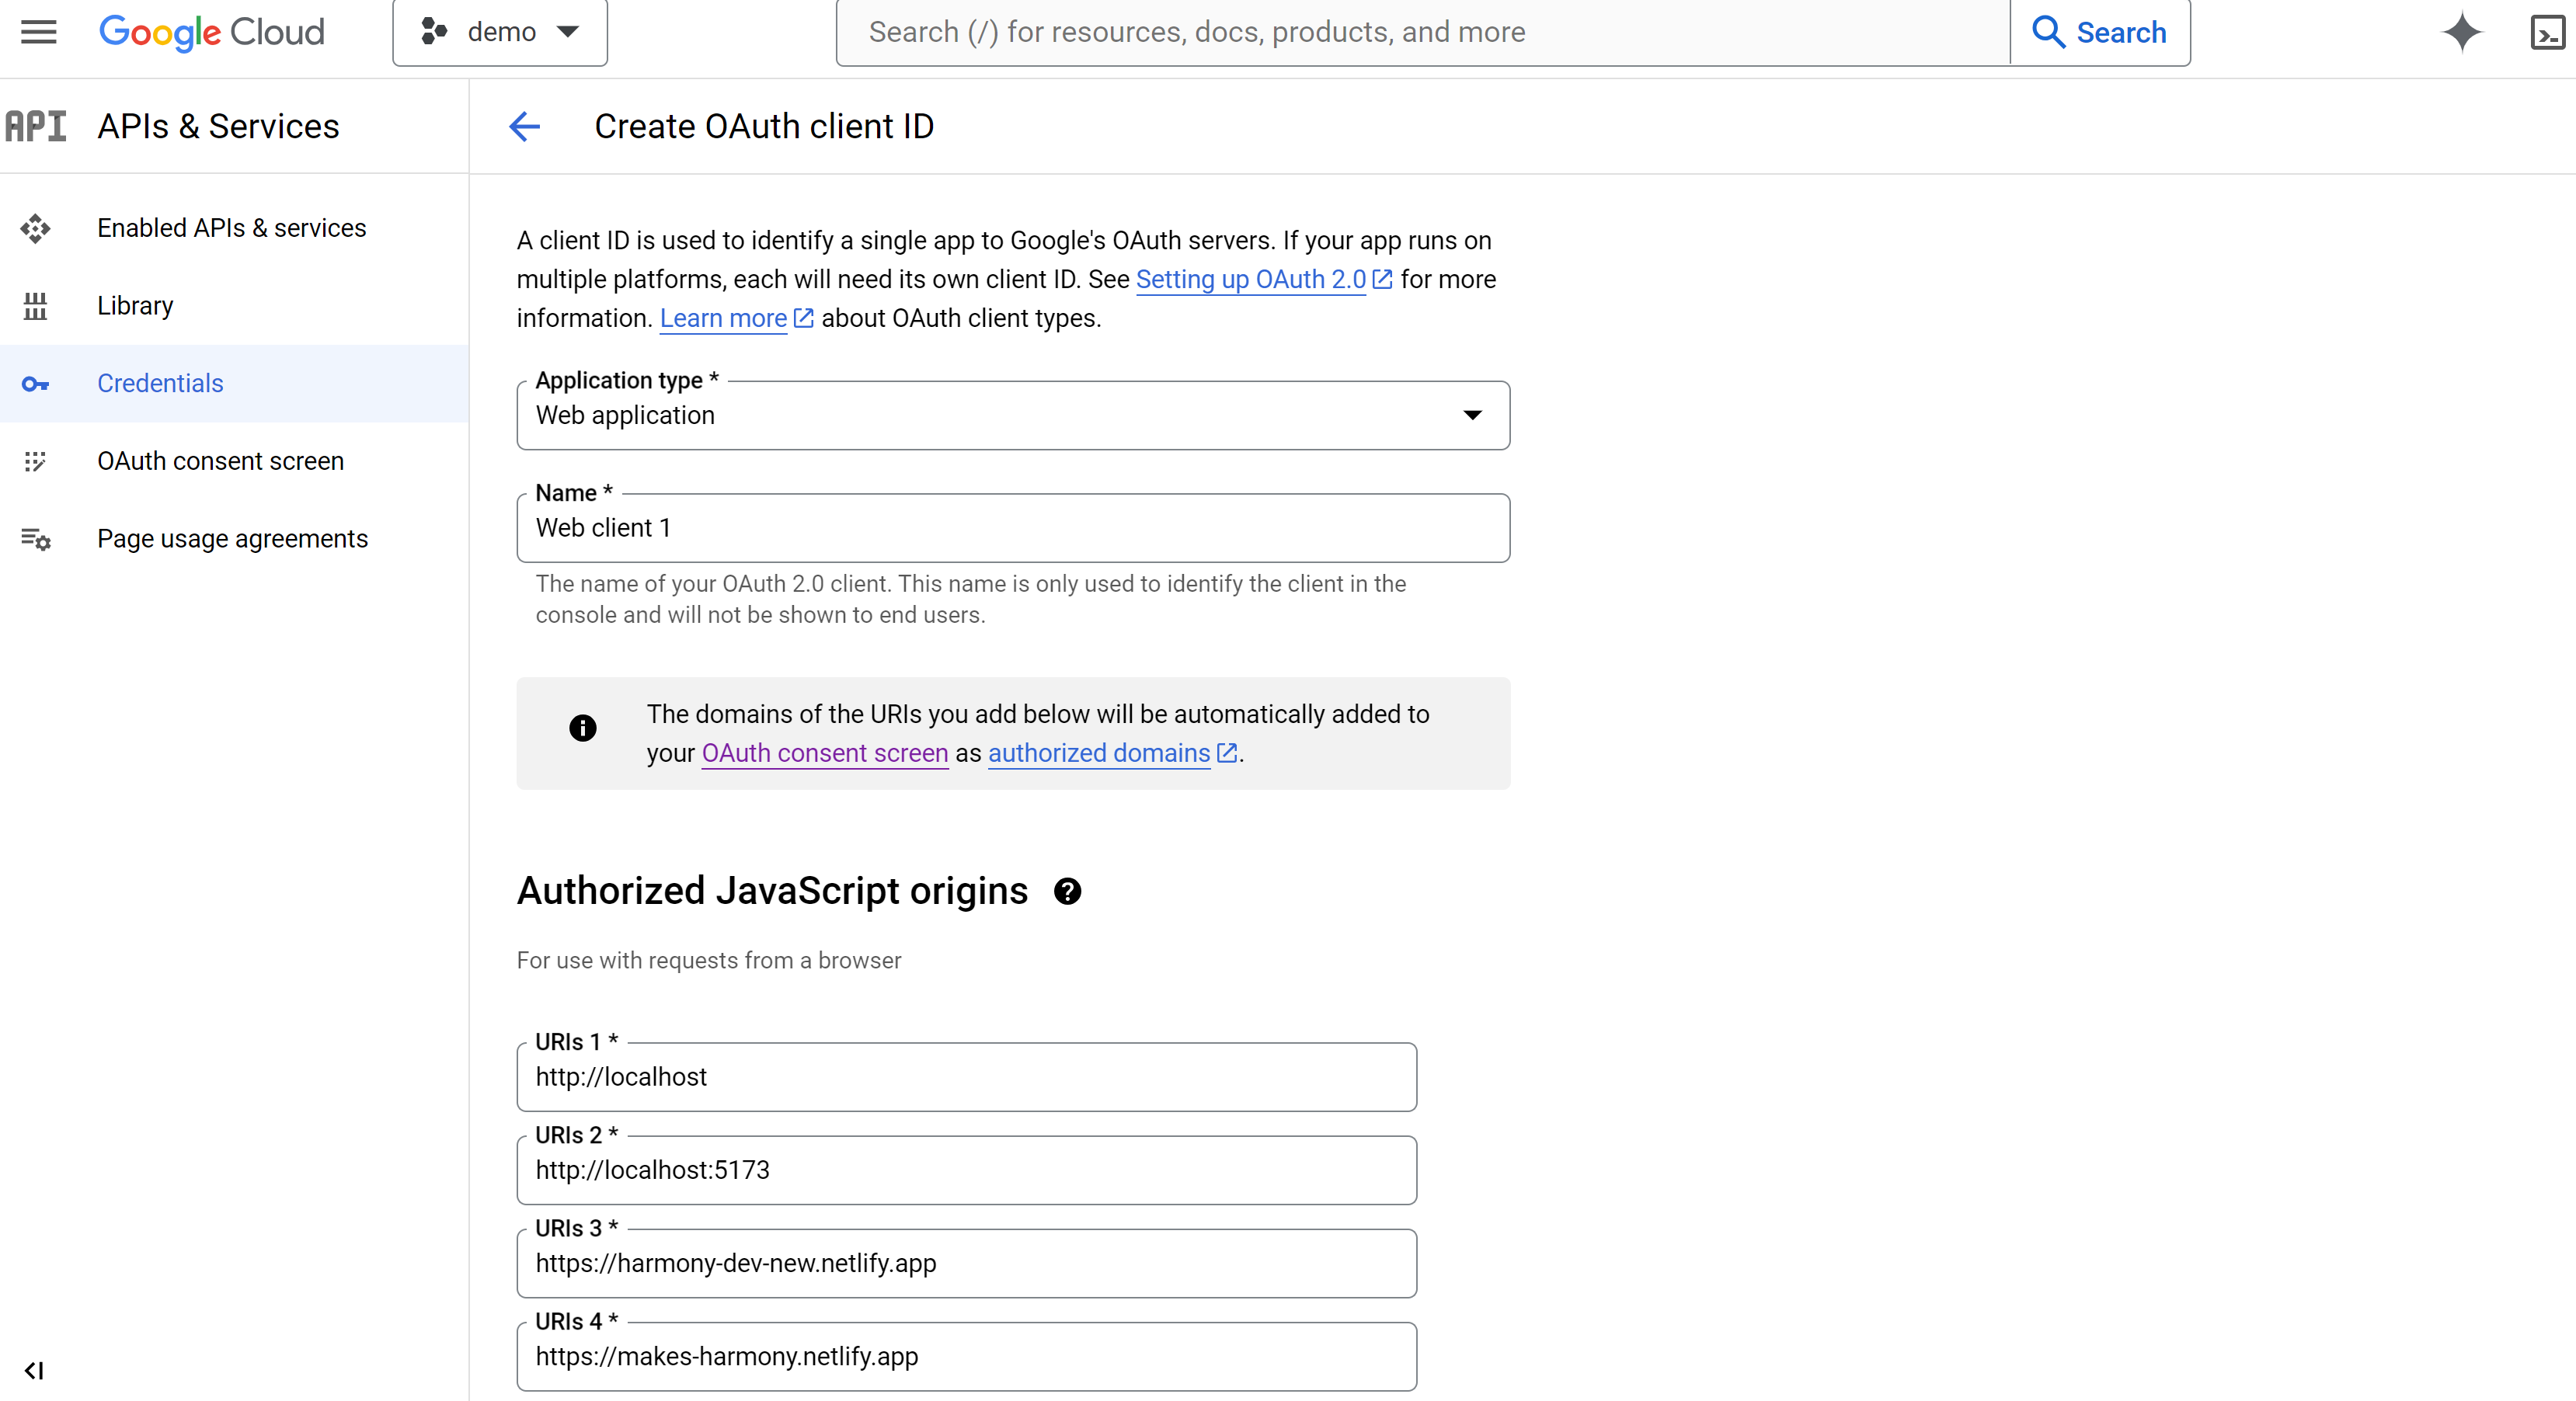 Google Cloud
demo
Search (/) for resources, docs, products, and more
Search
API
APIs & Services
Create OAuth client ID
Enabled APIs & services
Library
Credentials
OAuth consent screen
Page usage agreements
A client ID is used to identify a single app to Google's OAuth servers. If your app runs on
multiple platforms, each will need its own client ID. See Setting up OAuth 2.0 for more
information. Learn more about OAuth client types.
Application type *
Web application
Name *
Web client 1
The name of your OAuth 2.0 client. This name is only used to identify the client in the
console and will not be shown to end users.
The domains of the URIs you add below will be automatically added to
your OAuth consent screen as authorized domains.
Authorized JavaScript origins
For use with requests from a browser
URIs 1 *
http://localhost
URIs 2 *
http://localhost:5173
URIs 3 *
https://harmony-dev-new.netlify.app
URIs 4 *
https://makes-harmony.netlify.app